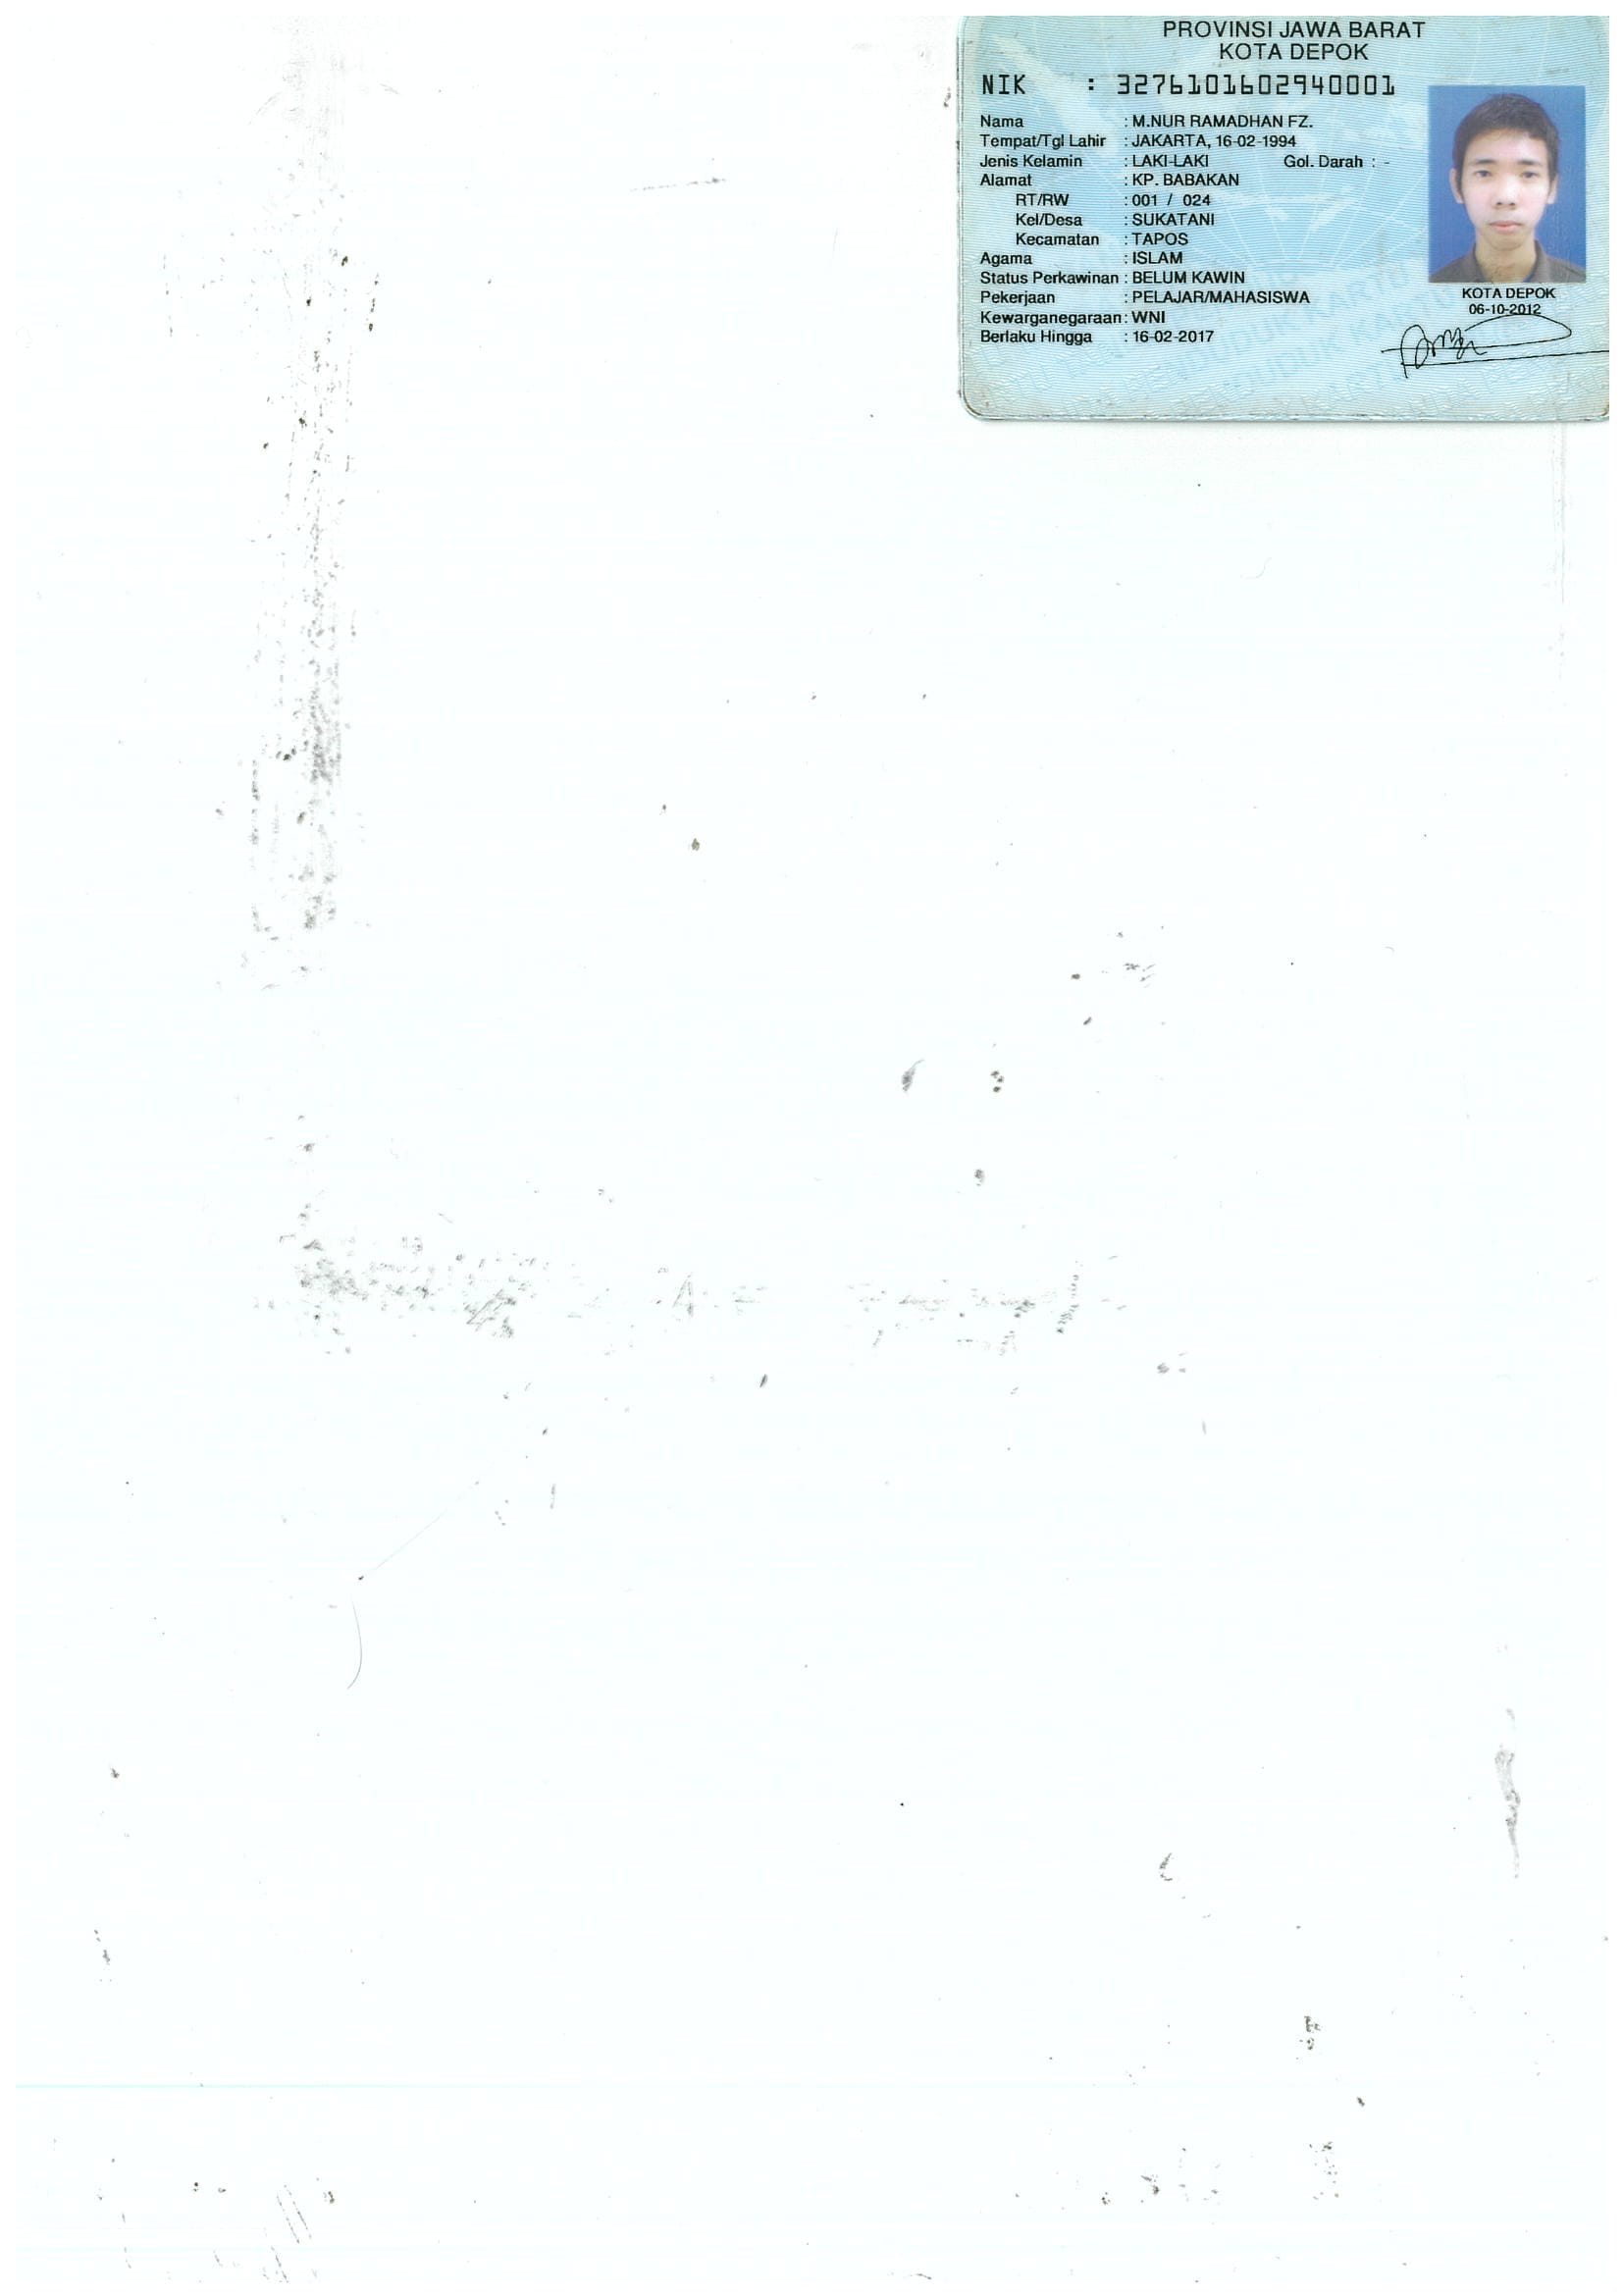 PROVINSI JAWA BARAT
KOTA DEPOK
NIK : 3276101602940001
Nama : M.NUR RAMADHAN FZ.
Tempat/Tgl Lahir : JAKARTA, 16-02-1994
Jenis Kelamin : LAKI-LAKI Gol. Darah : -
Alamat : KP. BABAKAN
RT/RW : 001 / 024
Kel/Desa : SUKATANI
Kecamatan : TAPOS
Agama : ISLAM
Status Perkawinan : BELUM KAWIN
Pekerjaan : PELAJAR/MAHASISWA
Kewarganegaraan : WNI
Berlaku Hingga : 16-02-2017
KOTA DEPOK
06-10-2012